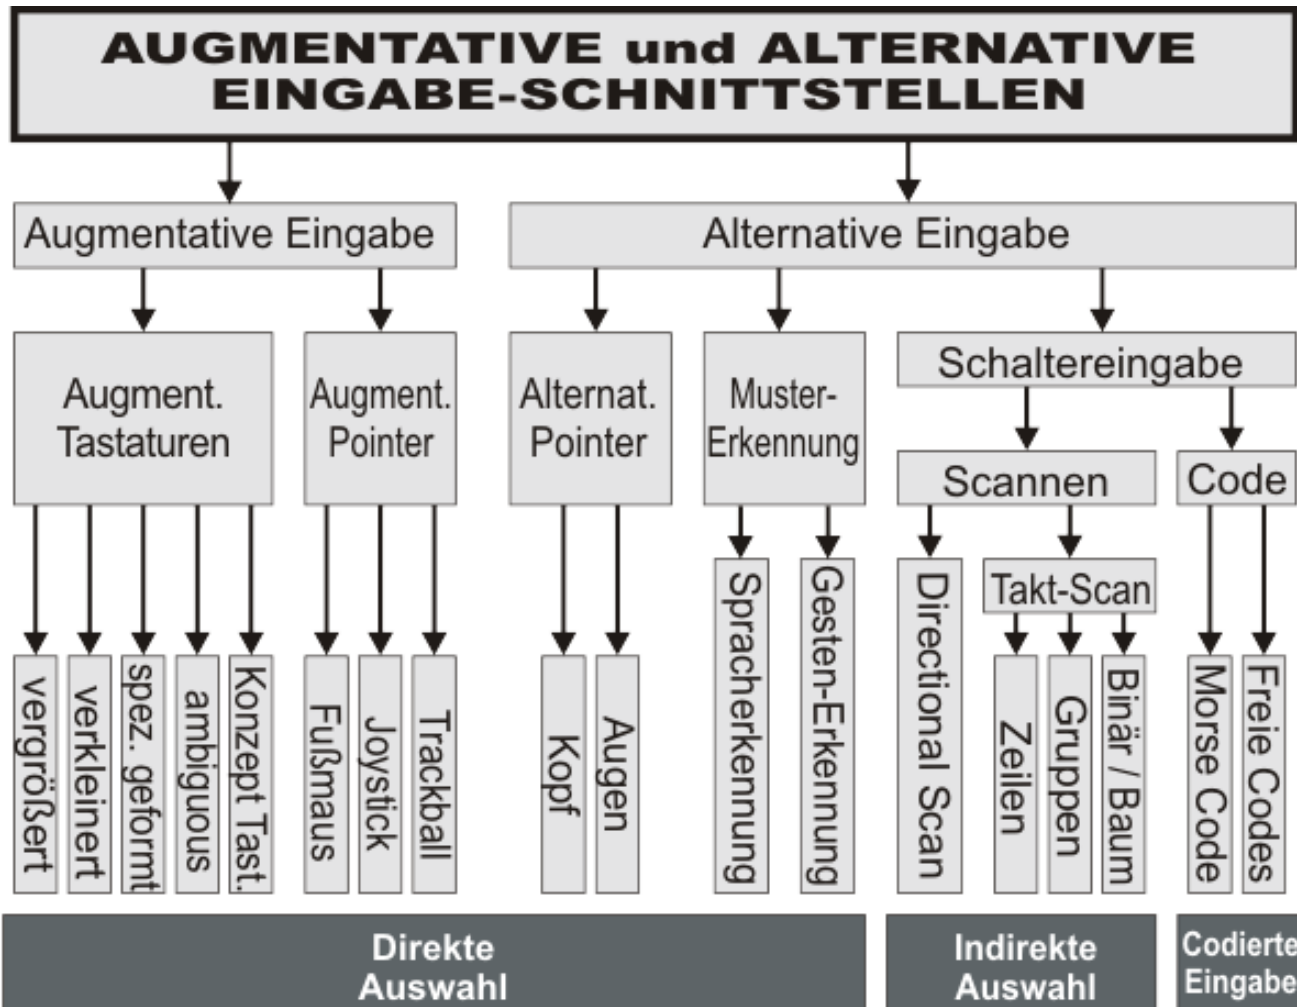 AUGMENTATIVE und ALTERNATIVE
EINGABE-SCHNITTSTELLEN
Augmentative Eingabe
Alternative Eingabe
Augment.
Tastaturen
Augment.
Pointer
Alternat.
Pointer
Muster-
Erkennung
Schaltereingabe
Scannen
Code
Takt-Scan
vergrößert
verkleinert
spez. geformt
ambiguous
Konzept Tast.
Fußmaus
Joystick
Trackball
Kopf
Augen
Spracherkennung
Gesten-Erkennung
Directional Scan
Zeilen
Gruppen
Binär / Baum
Morse Code
Freie Codes
Direkte
Auswahl
Indirekte
Auswahl
Codierte
Eingabe